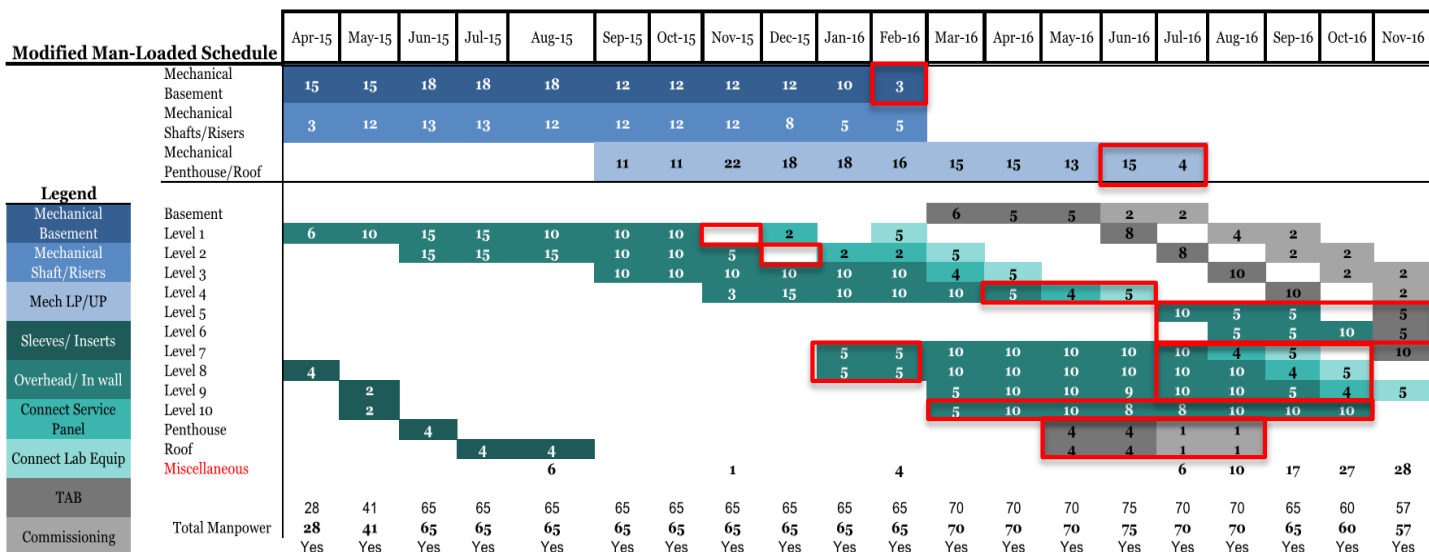 Modified Man-Loaded Schedule Apr-15 May-15 Jun-15 Jul-15 Aug-15 Sep-15 Oct-15 Nov-15 Dec-15 Jan-16 Feb-16 Mar-16 Apr-16 May-16 Jun-16 Jul-16 Aug-16 Sep-16 Oct-16 Nov-16
Mechanical
Basement 15 15 18 18 18 12 12 12 12 10 3
Mechanical
Shafts/Risers 3 12 13 13 12 12 12 12 8 5 5
Mechanical
Penthouse/Roof 11 11 22 18 18 16 15 15 13 15 4
Legend
Mechanical
Basement
Mechanical
Shaft/Risers
Mech LP/UP
Sleeves/ Inserts
Overhead/ In wall
Connect Service
Panel
Connect Lab Equip
TAB
Commissioning
Basement 6 5 5 2 2
Level 1 6 10 15 15 10 10 10 2 5 8 4 2
Level 2 15 15 15 10 10 5 2 2 5 8 2 2
Level 3 10 10 10 10 10 10 4 5 10 2 2
Level 4 3 15 10 10 10 5 4 5 10 2
Level 5 10 5 5 5
Level 6 5 5 10 5
Level 7 5 5 10 10 10 10 10 4 5 10
Level 8 4 5 5 10 10 10 10 10 10 4 5
Level 9 2 5 10 10 9 10 10 5 4 5
Level 10 2 5 10 10 8 8 10 10 10
Penthouse 4 4 4 1 1
Roof 4 4 4 4 1 1
Miscellaneous 6 1 4 6 10 17 27 28
28 41 65 65 65 65 65 65 65 65 65 70 70 70 75 70 70 65 60 57
Total Manpower 28 41 65 65 65 65 65 65 65 65 65 70 70 70 75 70 70 65 60 57
Yes Yes Yes Yes Yes Yes Yes Yes Yes Yes Yes Yes Yes Yes Yes Yes Yes Yes Yes Yes